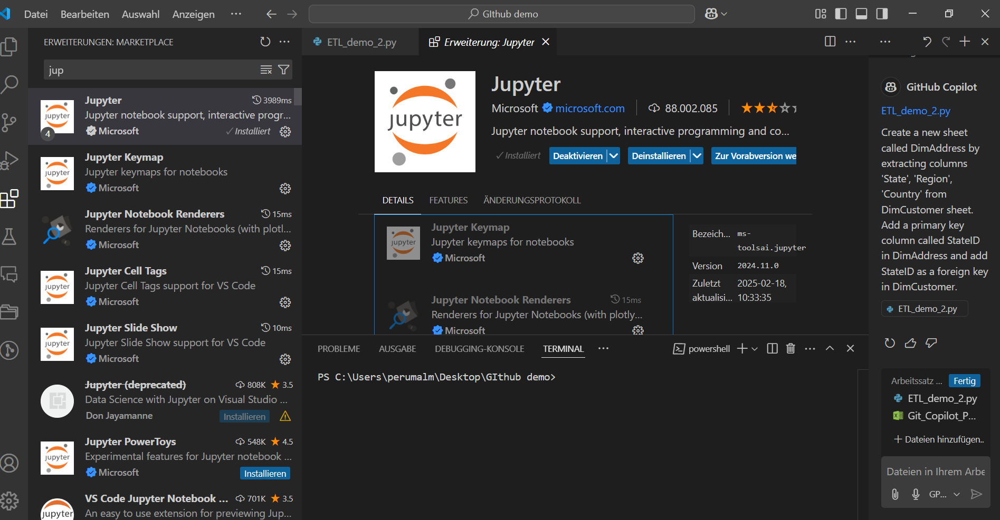 Datei Bearbeiten Auswahl Anzeigen ···
GIthub demo
ERWEITERUNGEN: MARKETPLACE
jup
Jupyter 3989ms
Jupyter notebook support, interactive progr...
Microsoft Installiert
4
Jupyter Keymap
Jupyter keymaps for notebooks
Microsoft
Jupyter Notebook Renderers 15ms
Renderers for Jupyter Notebooks (with plotl...
Microsoft
Jupyter Cell Tags 15ms
Jupyter Cell Tags support for VS Code
Microsoft
Jupyter Slide Show 10ms
Jupyter Slide Show support for VS Code
Microsoft
Jupyter (deprecated) 808K 3.5
Data Science with Jupyter on Visual Studio ...
Don Jayamanne Installieren
Jupyter PowerToys 548K 4.5
Experimental features for Jupyter notebook ...
Microsoft Installieren
VS Code Jupyter Notebook ... 701K 3.5
An easy to use extension for previewing Jup...
jupyter
jupyter
jupyter
jupyter
jupyter
jupyter
ETL_demo_2.py Erweiterung: Jupyter
jupyter
Jupyter
Microsoft microsoft.com 88.002.085
Jupyter notebook support, interactive programming and co...
Installiert Deaktivieren Deinstallieren Zur Vorabversion we
DETAILS FEATURES ÄNDERUNGSPROTOKOLL
jupyter
Jupyter Keymap
Jupyter keymaps for notebooks
Microsoft
Jupyter Notebook Renderers 15ms
Renderers for Jupyter Notebooks (with plotly...
Microsoft
Bezeich... ms-
toolsai.jupyter
Version 2024.11.0
Zuletzt 2025-02-18,
aktualisi... 10:33:35
PROBLEME AUSGABE DEBUGGING-KONSOLE TERMINAL ··· powershell
PS C:\Users\perumalm\Desktop\GIthub demo>
GitHub Copilot
ETL_demo_2.py
Create a new sheet
called DimAddress by
extracting columns
'State', 'Region',
'Country' from
DimCustomer sheet.
Add a primary key
column called StateID
in DimAddress and add
StateID as a foreign key
in DimCustomer.
ETL_demo_2.py
Arbeitssatz ... Fertig
ETL_demo_2.py
Git_Copilot_P...
Dateien hinzufügen..
Dateien in Ihrem Arbe
GP...